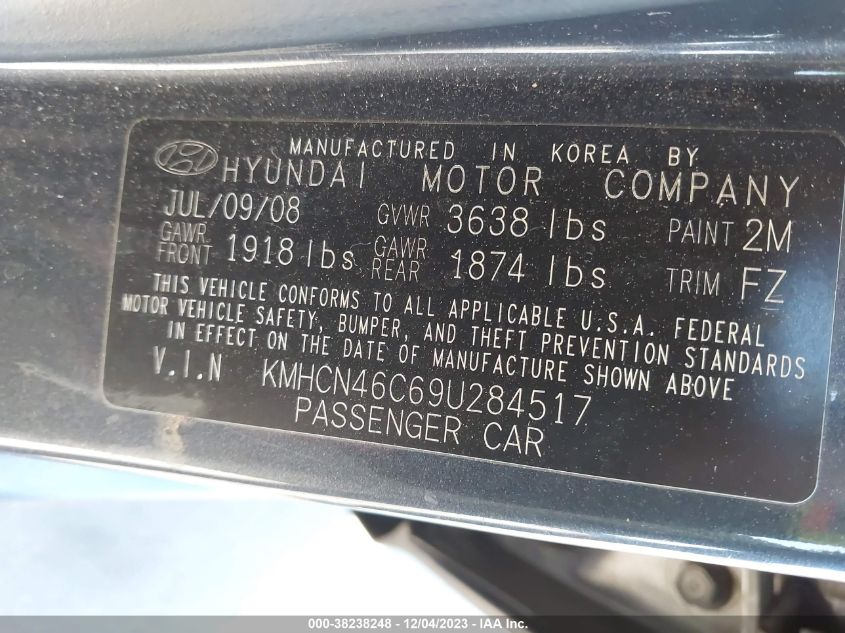 MANUFACTURED IN KOREA BY
HYUNDAI MOTOR COMPANY
JUL/09/08 GVWR 3638 lbs PAINT 2M
GAWR FRONT 1918 lbs GAWR REAR 1874 lbs TRIM FZ
THIS VEHICLE CONFORMS TO ALL APPLICABLE U.S.A. FEDERAL
MOTOR VEHICLE SAFETY, BUMPER, AND THEFT PREVENTION STANDARDS
IN EFFECT ON THE DATE OF MANUFACTURE SHOWN ABOVE
V.I.N KMHCN46C69U284517
PASSENGER CAR
000-38238248 - 12/04/2023 - IAA Inc.